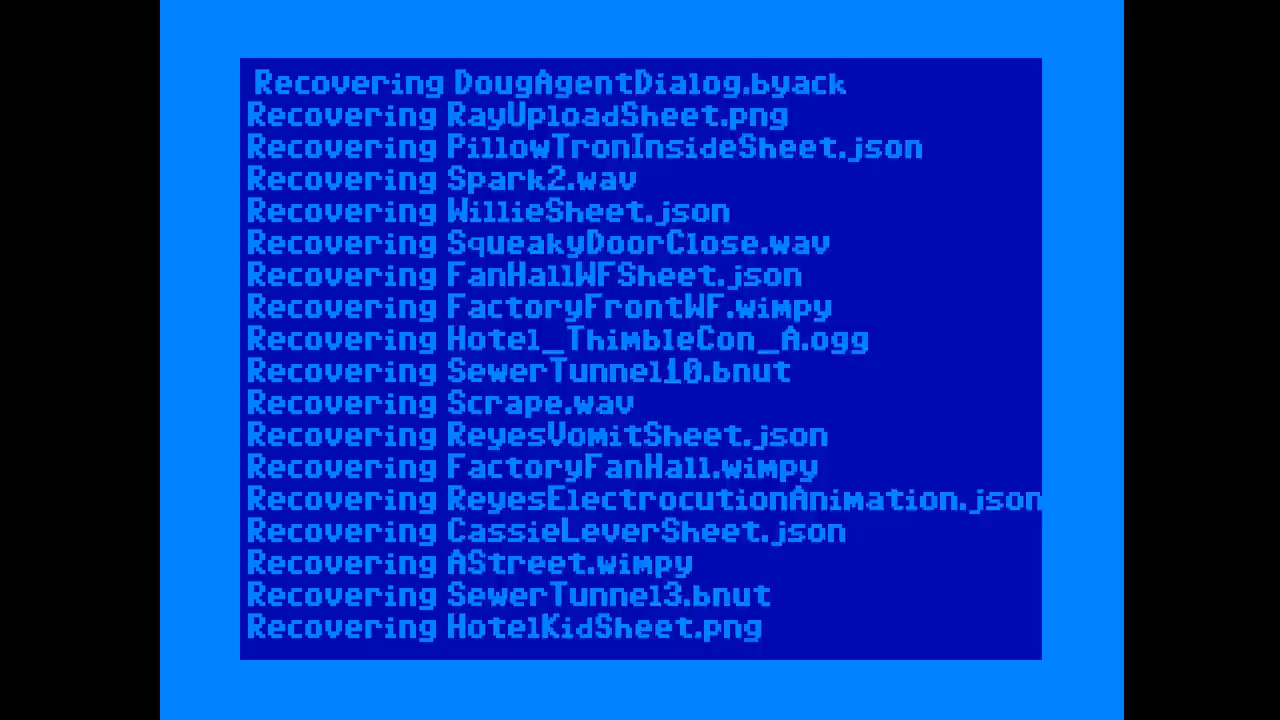 Recovering DougAgentDialog.byack
Recovering RayUploadSheet.png
Recovering PillowTronInsideSheet.json
Recovering Spark2.wav
Recovering WillieSheet.json
Recovering SqueakyDoorClose.wav
Recovering FanHallWFSheet.json
Recovering FactoryFrontWF.wimpy
Recovering Hotel_ThimbleCon_A.ogg
Recovering SewerTunnel10.bnut
Recovering Scrape.wav
Recovering ReyesVomitSheet.json
Recovering FactoryFanHall.wimpy
Recovering ReyesElectrocutionAnimation.json
Recovering CassieLeverSheet.json
Recovering AStreet.wimpy
Recovering SewerTunnel3.bnut
Recovering HotelKidSheet.png